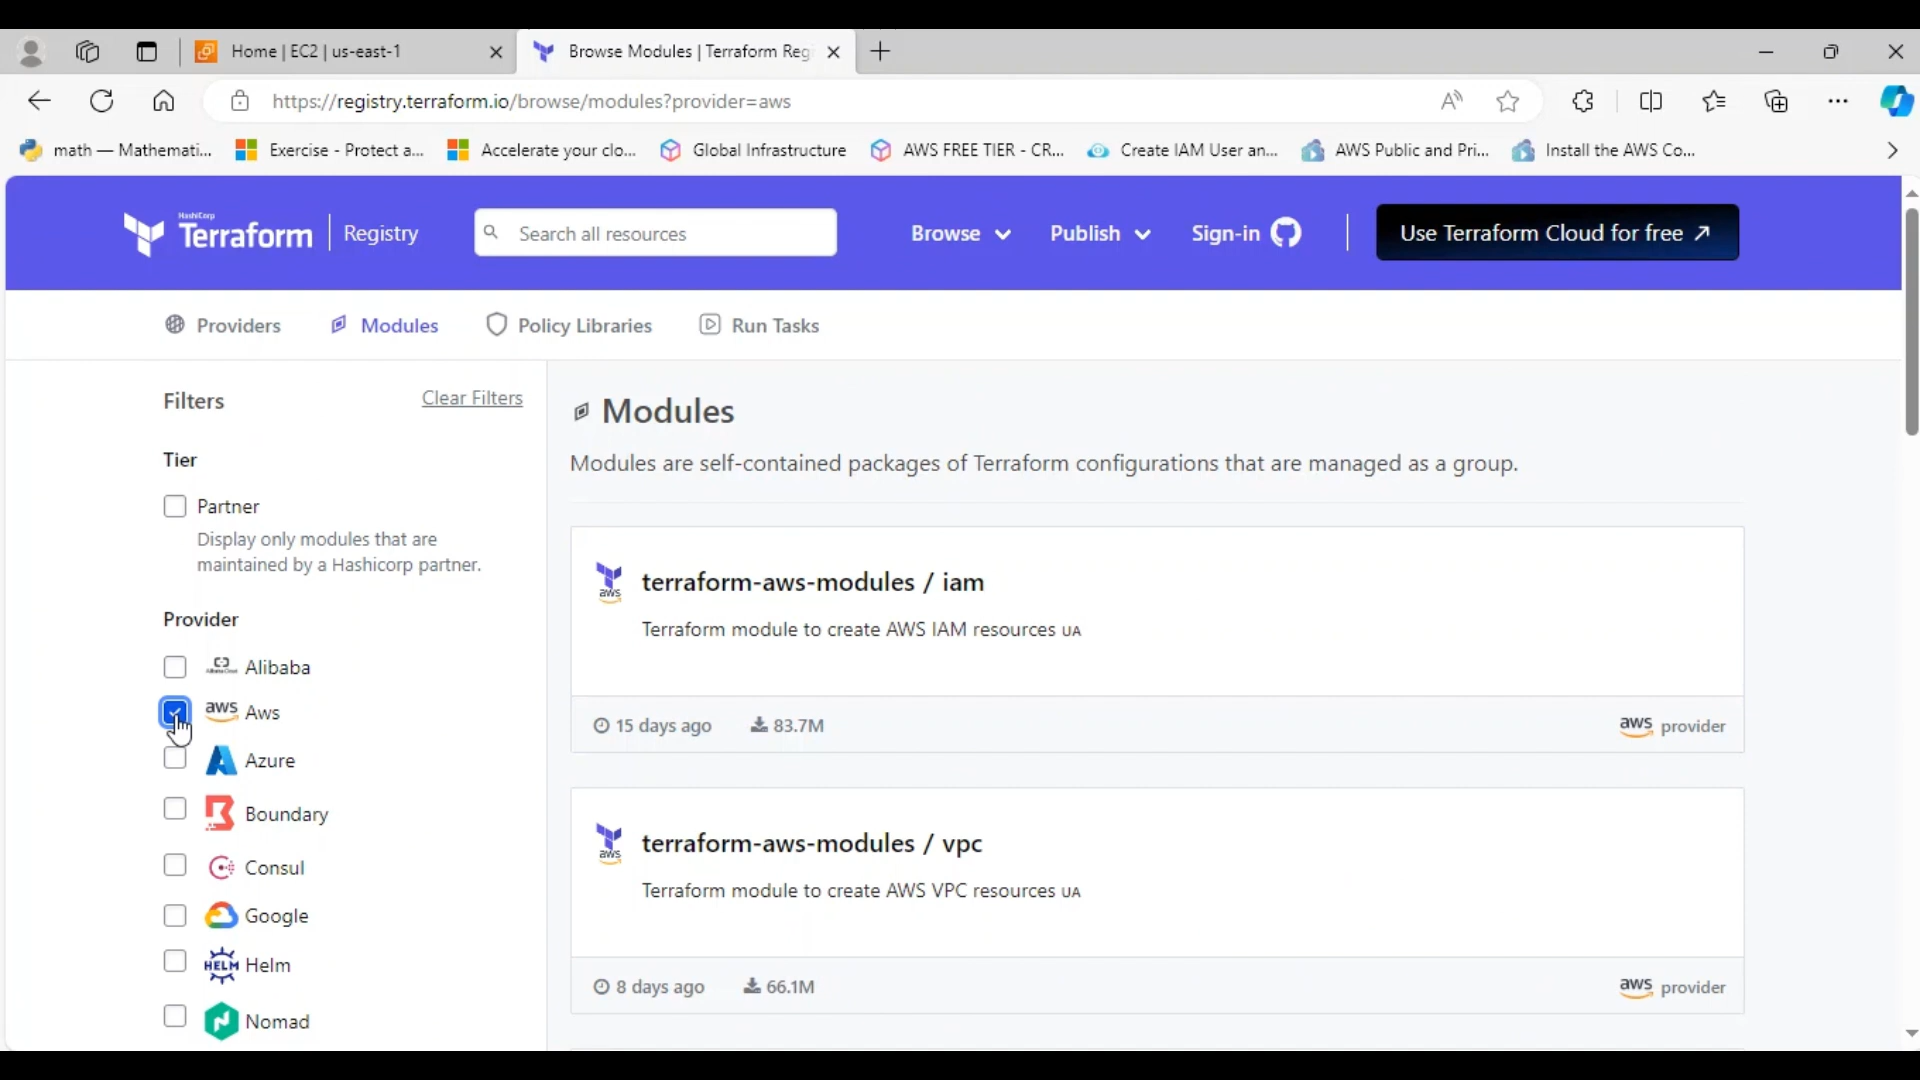 Home | EC2 | us-east-1
Browse Modules | Terraform Reg
https://registry.terraform.io/browse/modules?provider=aws
math — Mathemati...
Exercise - Protect a...
Accelerate your clo...
Global Infrastructure
AWS FREE TIER - CR...
Create IAM User an...
AWS Public and Pri...
Install the AWS Co...
HashiCorp
Terraform
Registry
Search all resources
Browse
Publish
Sign-in
Use Terraform Cloud for free
Providers
Modules
Policy Libraries
Run Tasks
Filters
Clear Filters
Tier
Partner
Display only modules that are
maintained by a Hashicorp partner.
Provider
Alibaba
aws Aws
Azure
Boundary
Consul
Google
HELM Helm
Nomad
Modules
Modules are self-contained packages of Terraform configurations that are managed as a group.
aws
terraform-aws-modules / iam
Terraform module to create AWS IAM resources UA
15 days ago
83.7M
aws provider
aws
terraform-aws-modules / vpc
Terraform module to create AWS VPC resources UA
8 days ago
66.1M
aws provider